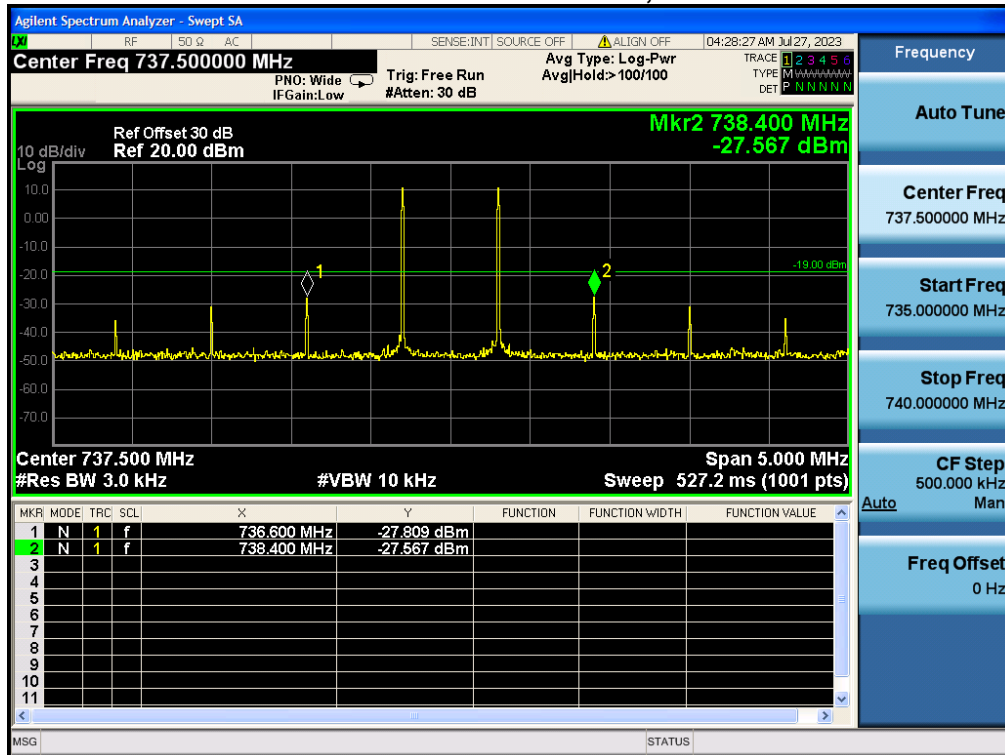 Agilent Spectrum Analyzer - Swept SA
LXI RF 50 Ω AC SENSE:INT SOURCE OFF ALIGN OFF 04:28:27 AM Jul 27, 2023
Center Freq 737.500000 MHz
PNO: Wide
IFGain:Low
Trig: Free Run
#Atten: 30 dB
Avg Type: Log-Pwr
Avg|Hold:>100/100
TRACE 1 2 3 4 5 6
TYPE M
DET P N N N N N
Ref Offset 30 dB
10 dB/div Ref 20.00 dBm
Log
Mkr2 738.400 MHz
-27.567 dBm
10.0
0.00
-10.0
-20.0
-30.0
-40.0
-50.0
-60.0
-70.0
1
2
-19.00 dBm
Center 737.500 MHz Span 5.000 MHz
#Res BW 3.0 kHz #VBW 10 kHz Sweep 527.2 ms (1001 pts)
MKR MODE TRC SCL X Y FUNCTION FUNCTION WIDTH FUNCTION VALUE
1 N 1 f 736.600 MHz -27.809 dBm
2 N 1 f 738.400 MHz -27.567 dBm
3
4
5
6
7
8
9
10
11
MSG STATUS
Frequency
Auto Tune
Center Freq
737.500000 MHz
Start Freq
735.000000 MHz
Stop Freq
740.000000 MHz
CF Step
500.000 kHz
Auto Man
Freq Offset
0 Hz